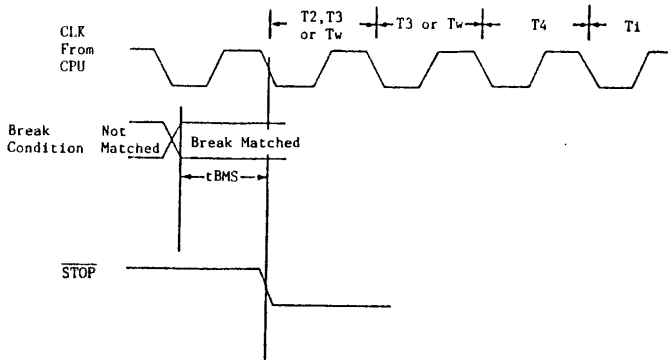 T2,T3
or Tw
T3 or Tw
T4
Ti
CLK
From
CPU
Break
Condition
Not
Matched
Break Matched
tBMS
STOP